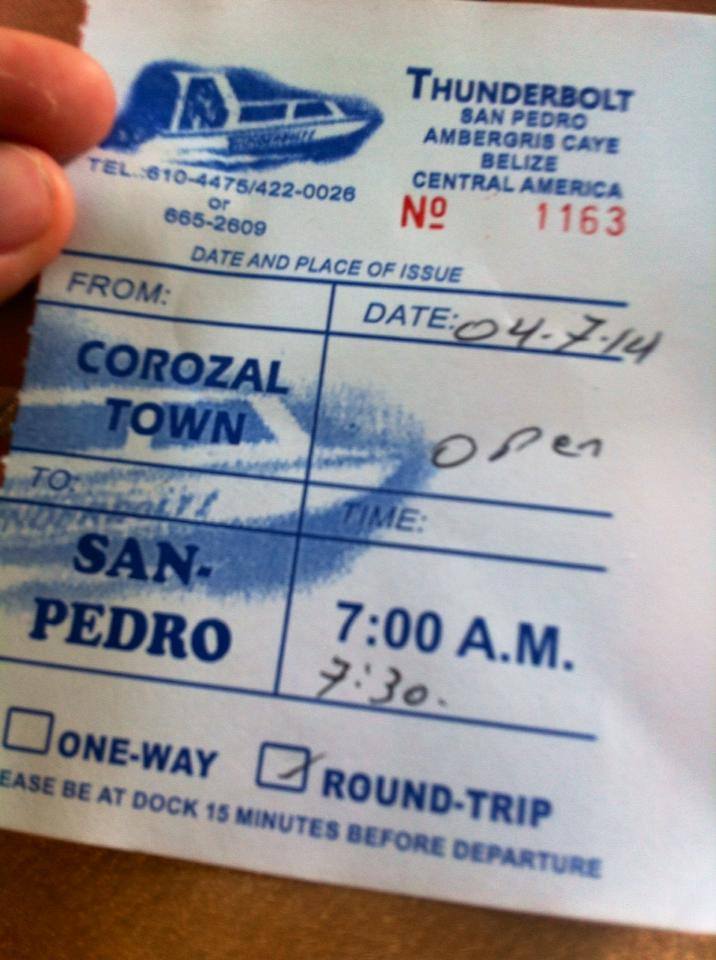 THUNDERBOLT
SAN PEDRO
AMBERGRIS CAYE
BELIZE
CENTRAL AMERICA
TEL.:610-4475/422-0026
or
665-2609
Nº 1163
DATE AND PLACE OF ISSUE
FROM:
DATE: 04-7-14
COROZAL
TOWN
open
TO:
TIME:
SAN-
PEDRO
7:00 A.M.
7:30.
ONE-WAY
ROUND-TRIP
EASE BE AT DOCK 15 MINUTES BEFORE DEPARTURE